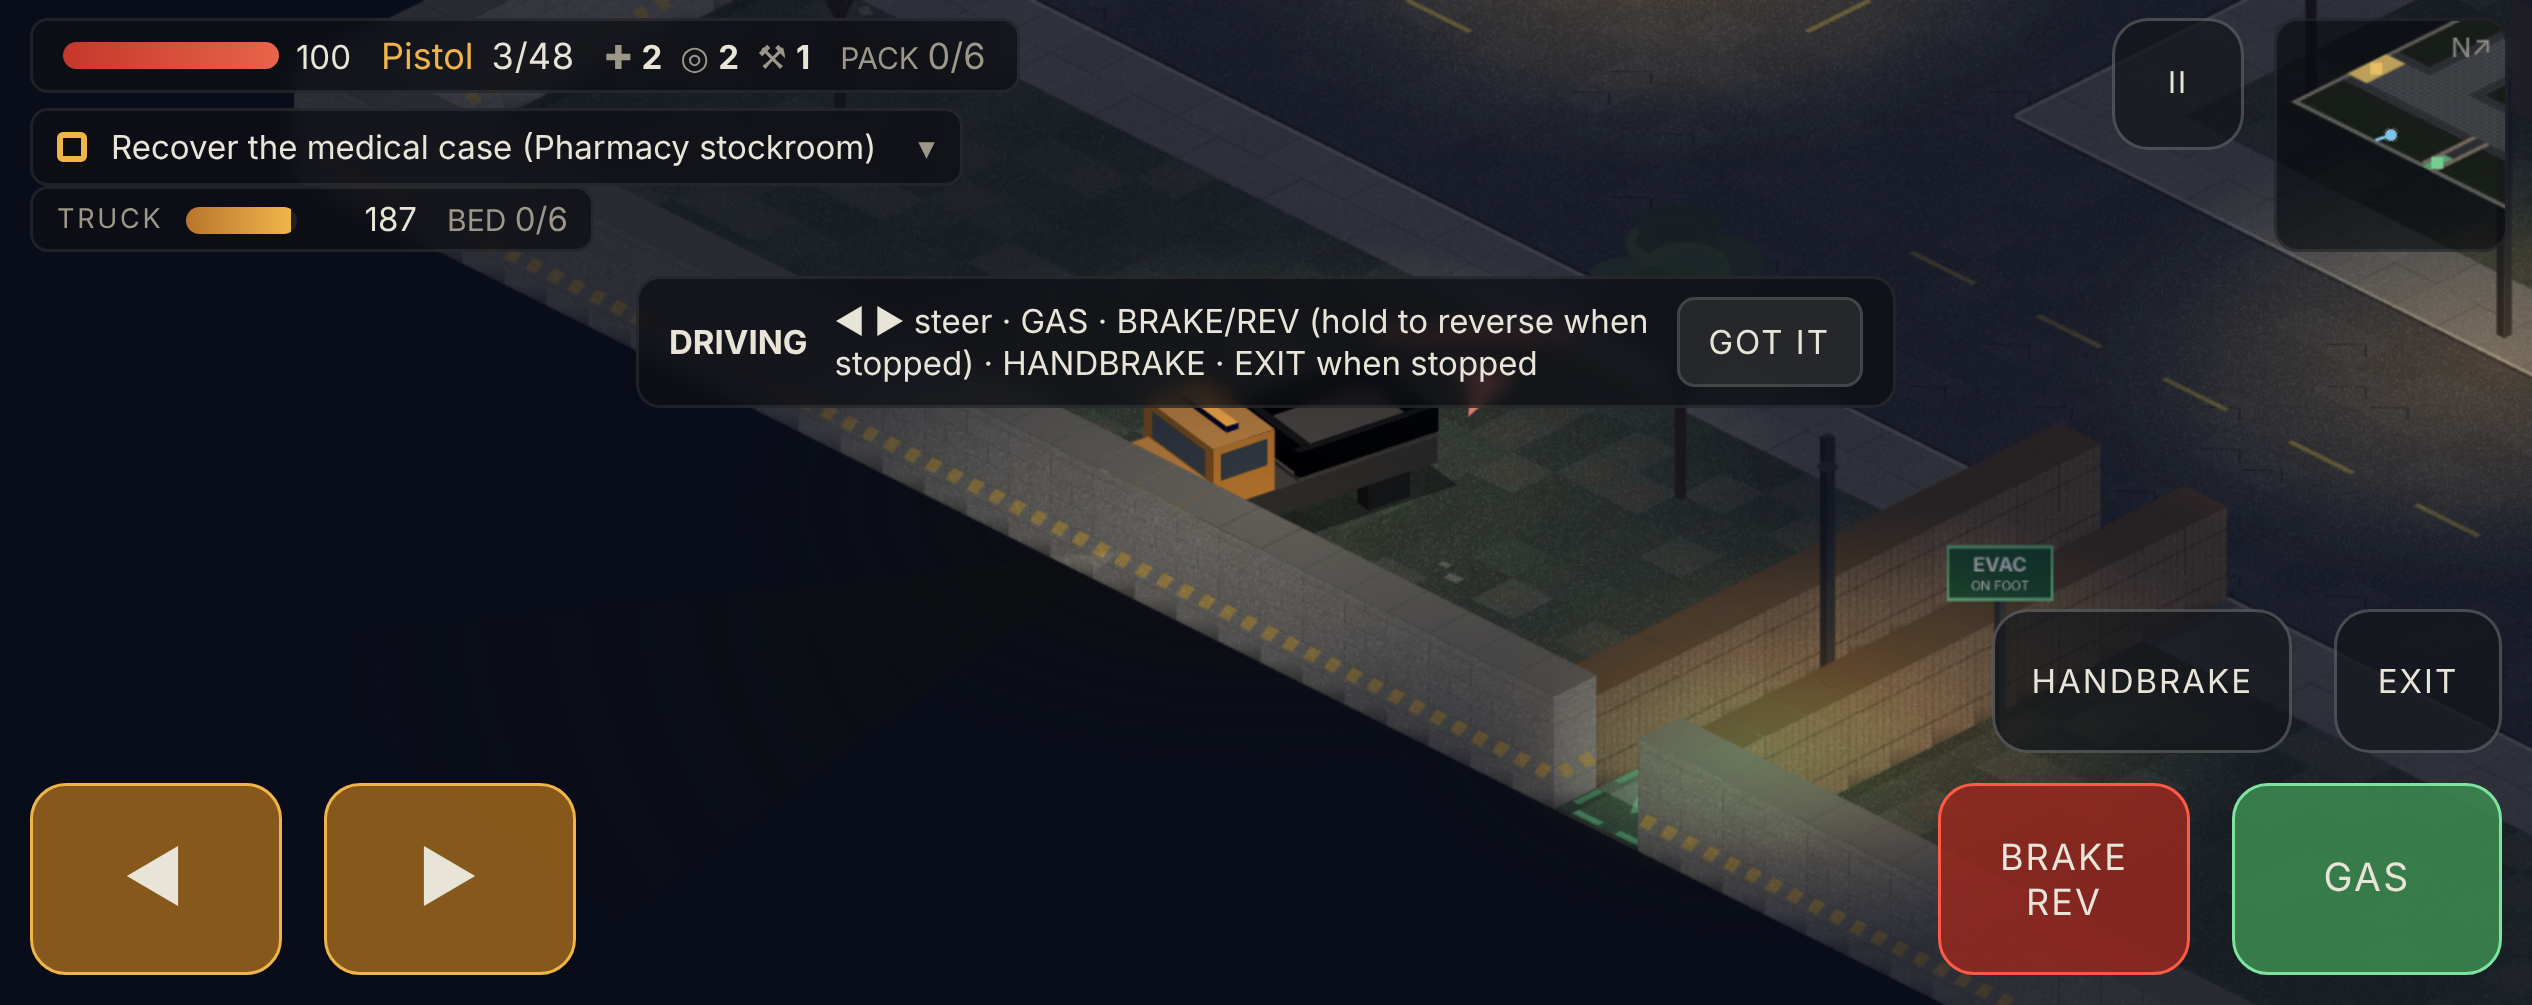 100 Pistol 3/48 ✚ 2 ◎ 2 ⚒ 1 PACK 0/6
Recover the medical case (Pharmacy stockroom) ▼
TRUCK 187 BED 0/6
II
N↗
DRIVING
◀ ▶ steer · GAS · BRAKE/REV (hold to reverse when
stopped) · HANDBRAKE · EXIT when stopped
GOT IT
EVAC
ON FOOT
HANDBRAKE
EXIT
◀
▶
BRAKE
REV
GAS